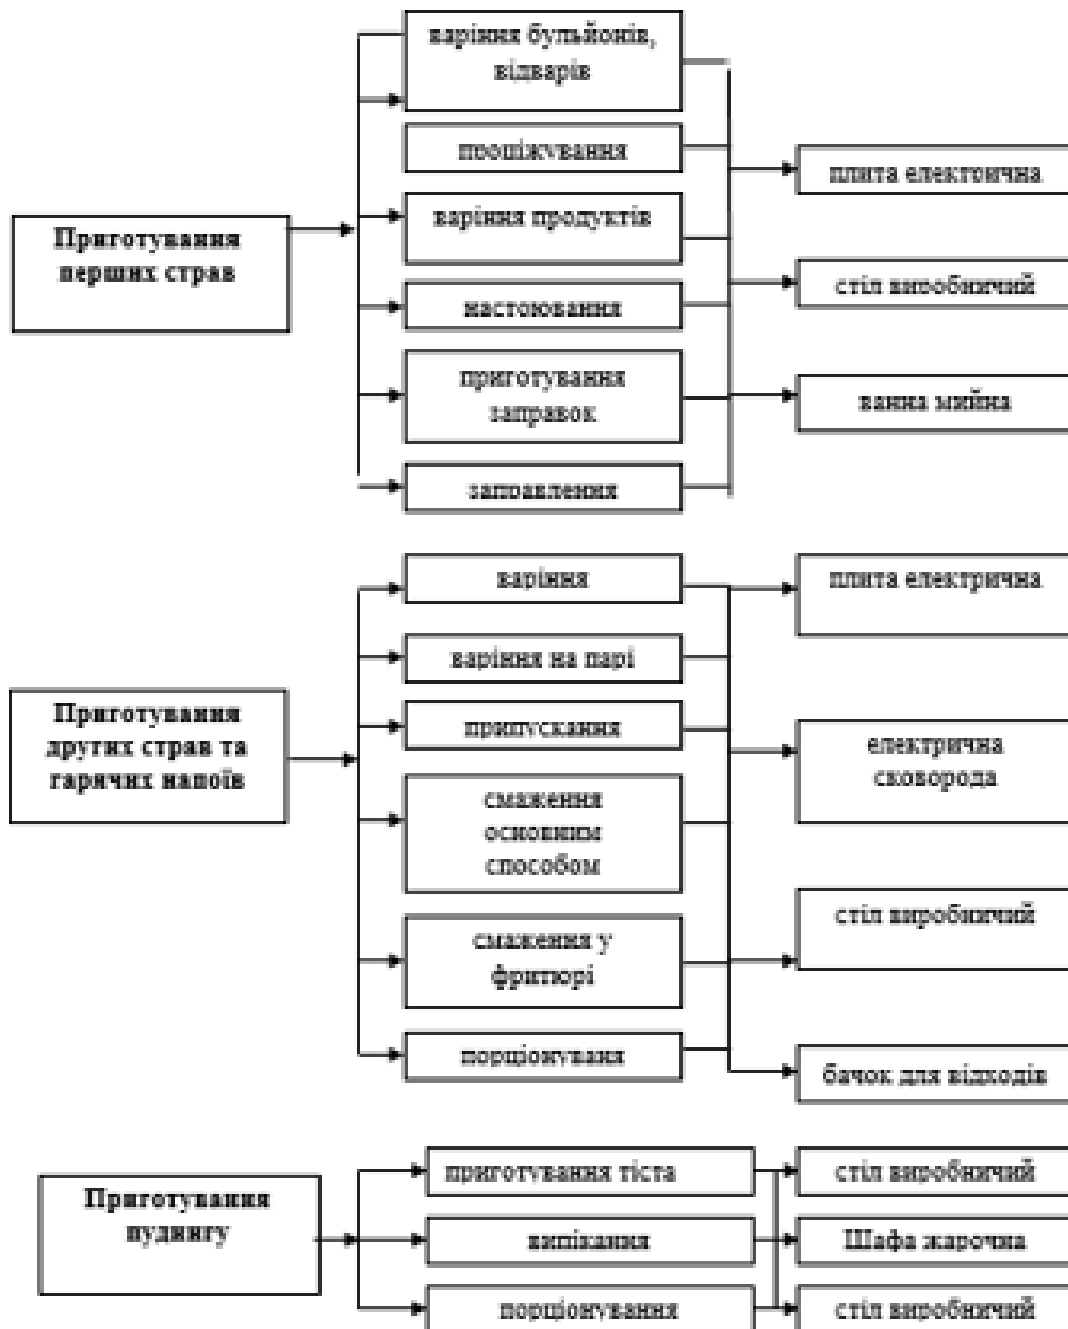 Приготування
перших страв
варіння бульйонів,
відварів
проціжування
варіння продуктів
настоювання
приготування
заправок
заправлення
плита електрична
стіл виробничий
ванна мийна
Приготування
других страв та
гарячих напоїв
варіння
варіння на парі
припускання
смаження
основним
способом
смаження у
фритюрі
порціонуваня
плита електрична
електрична
сковорода
стіл виробничий
бачок для відходів
Приготування
пудингу
приготування тіста
випікання
порціонування
стіл виробничий
Шафа жарочна
стіл виробничий